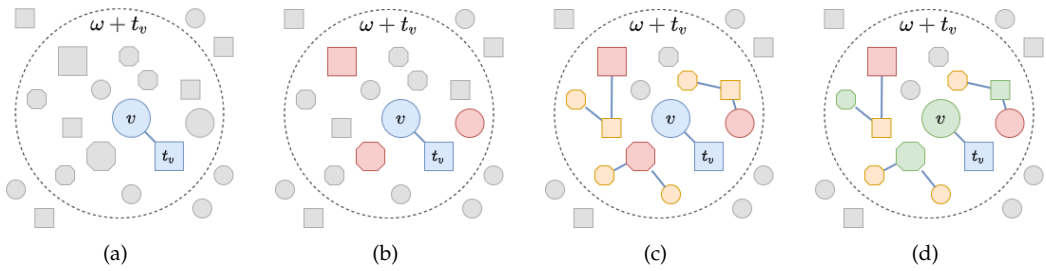 ω + t_v
v
t_v
(a)
ω + t_v
v
t_v
(b)
ω + t_v
v
t_v
(c)
ω + t_v
v
t_v
(d)